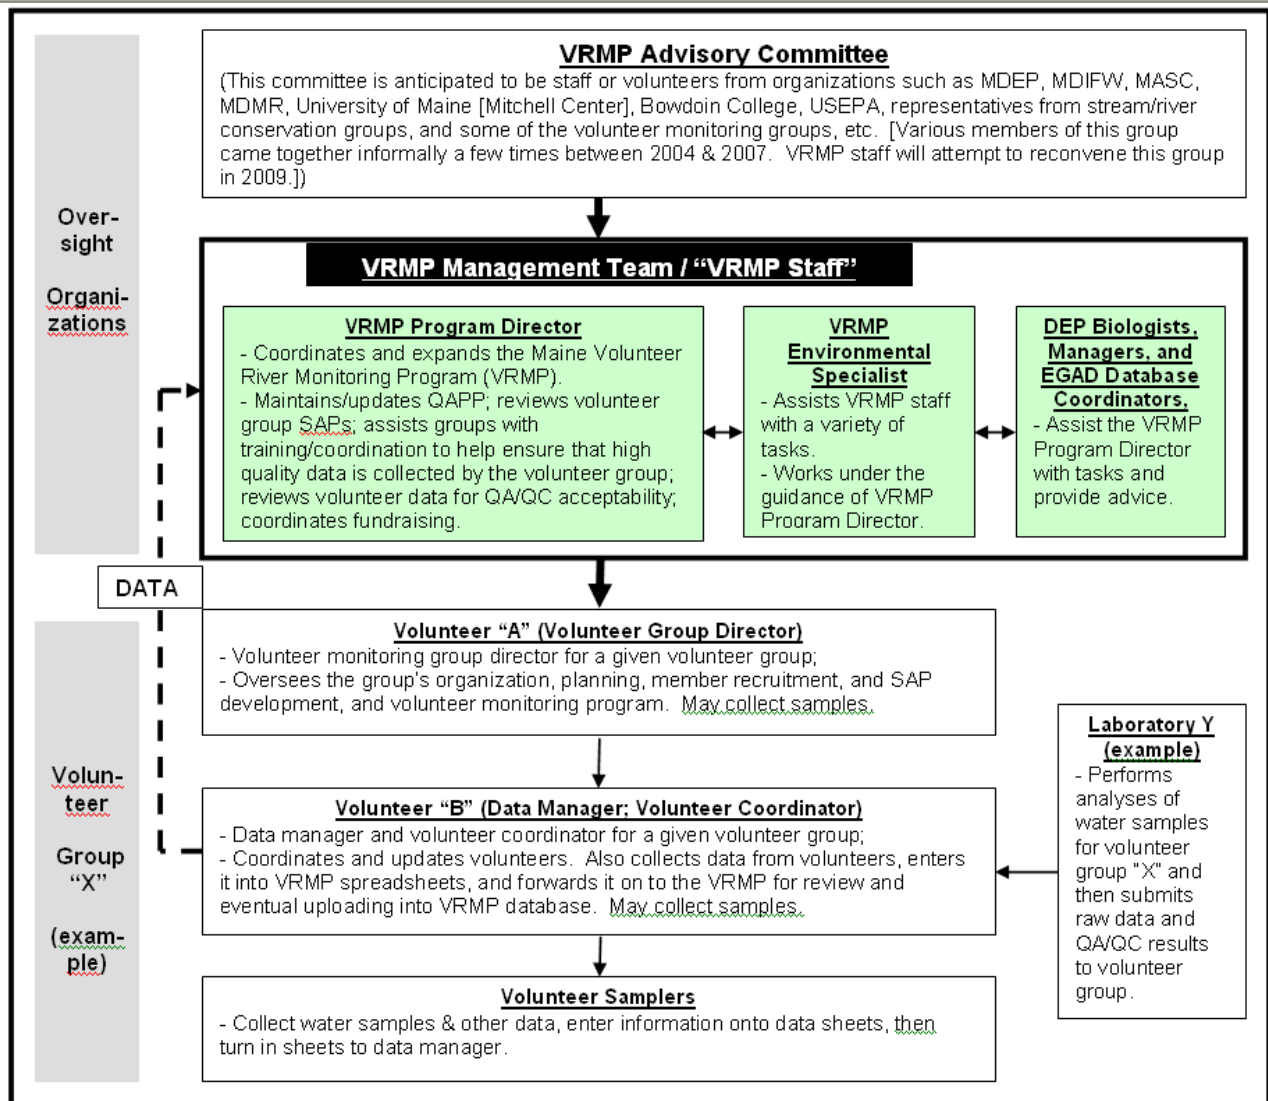 VRMP Advisory Committee
(This committee is anticipated to be staff or volunteers from organizations such as MDEP, MDIFW, MASC,
MDMR, University of Maine [Mitchell Center], Bowdoin College, USEPA, representatives from stream/river
conservation groups, and some of the volunteer monitoring groups, etc.  [Various members of this group
came together informally a few times between 2004 & 2007.  VRMP staff will attempt to reconvene this group
in 2009.])
Over-
sight
Organi-
zations
VRMP Management Team / “VRMP Staff”
VRMP Program Director
- Coordinates and expands the Maine Volunteer
River Monitoring Program (VRMP).
- Maintains/updates QAPP; reviews volunteer
group SAPs; assists groups with
training/coordination to help ensure that high
quality data is collected by the volunteer group;
reviews volunteer data for QA/QC acceptability;
coordinates fundraising.
VRMP
Environmental
Specialist
- Assists VRMP staff
with a variety of
tasks.
- Works under the
guidance of VRMP
Program Director.
DEP Biologists,
Managers, and
EGAD Database
Coordinators,
- Assist the VRMP
Program Director
with tasks and
provide advice.
DATA
Volunteer “A” (Volunteer Group Director)
- Volunteer monitoring group director for a given volunteer group;
- Oversees the group’s organization, planning, member recruitment, and SAP
development, and volunteer monitoring program.  May collect samples.
Volun-
teer
Group
“X”
(exam-
ple)
Volunteer “B” (Data Manager; Volunteer Coordinator)
- Data manager and volunteer coordinator for a given volunteer group;
- Coordinates and updates volunteers.  Also collects data from volunteers, enters
it into VRMP spreadsheets, and forwards it on to the VRMP for review and
eventual uploading into VRMP database.  May collect samples.
Laboratory Y
(example)
- Performs
analyses of
water samples
for volunteer
group "X" and
then submits
raw data and
QA/QC results
to volunteer
group.
Volunteer Samplers
- Collect water samples & other data, enter information onto data sheets, then
turn in sheets to data manager.